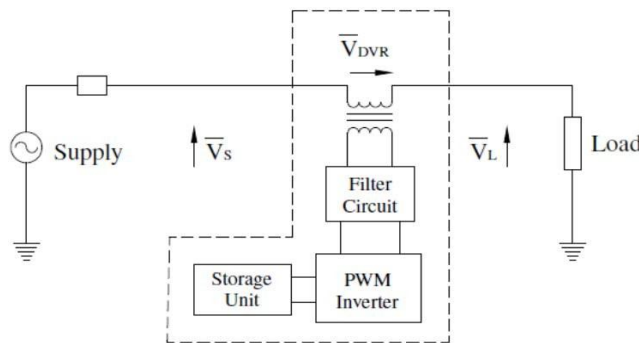 V̅DVR
Supply
V̅S
V̅L
Load
Filter
Circuit
Storage
Unit
PWM
Inverter